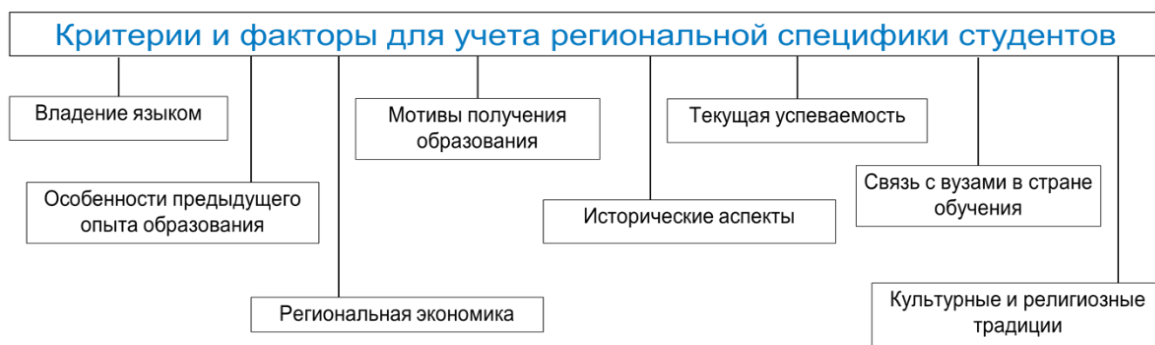 Критерии и факторы для учета региональной специфики студентов
Владение языком
Мотивы получения
образования
Текущая успеваемость
Особенности предыдущего
опыта образования
Исторические аспекты
Связь с вузами в стране
обучения
Региональная экономика
Культурные и религиозные
традиции